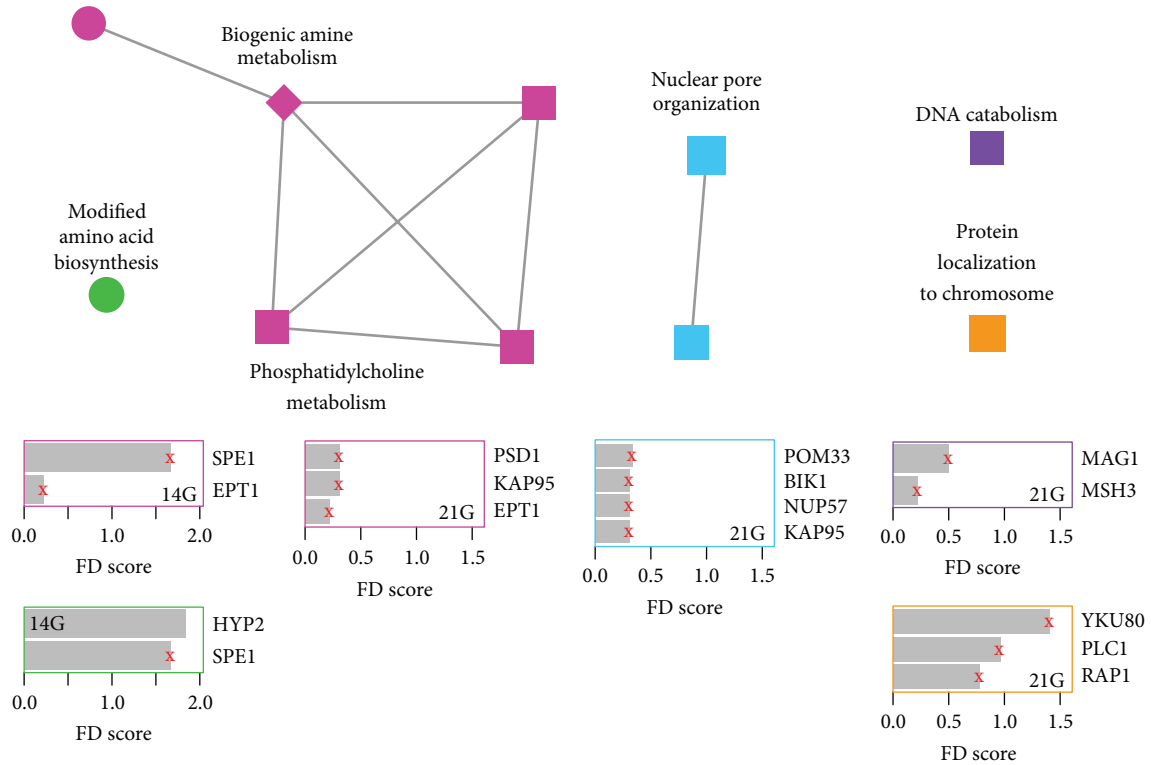 Biogenic amine
metabolism
Nuclear pore
organization
DNA catabolism
Modified
amino acid
biosynthesis
Protein
localization
to chromosome
Phosphatidylcholine
metabolism
x SPE1
x EPT1
14G
0.0 1.0 2.0
FD score
x PSD1
x KAP95
x EPT1
21G
0.0 0.5 1.0 1.5
FD score
x POM33
x BIK1
x NUP57
x KAP95
21G
0.0 0.5 1.0 1.5
FD score
x MAG1
x MSH3
21G
0.0 0.5 1.0 1.5
FD score
14G HYP2
x SPE1
0.0 1.0 2.0
FD score
x YKU80
x PLC1
x RAP1
21G
0.0 0.5 1.0 1.5
FD score